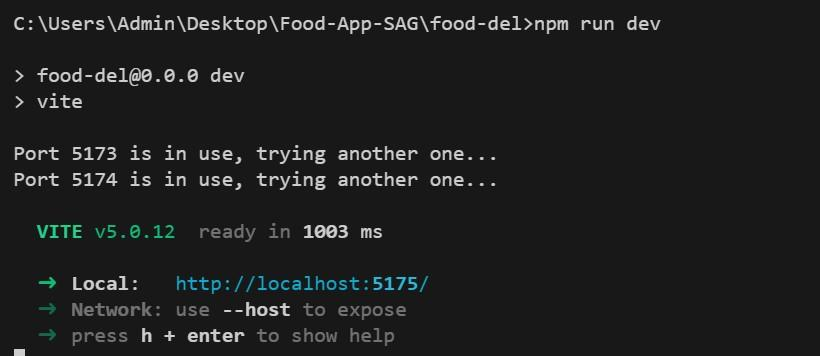 C:\Users\Admin\Desktop\Food-App-SAG\food-del>npm run dev
> food-del@0.0.0 dev
> vite
Port 5173 is in use, trying another one...
Port 5174 is in use, trying another one...
VITE v5.0.12 ready in 1003 ms
➜ Local: http://localhost:5175/
➜ Network: use --host to expose
➜ press h + enter to show help